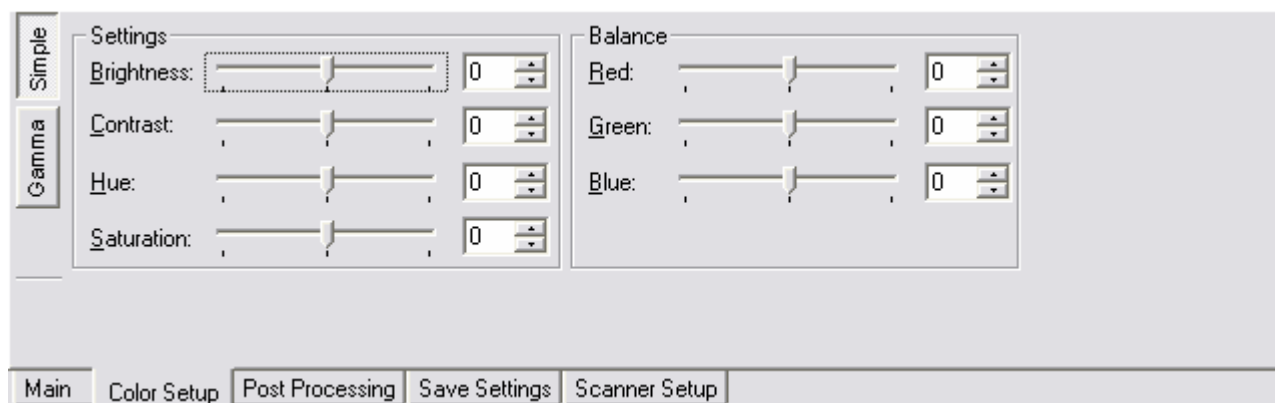 Simple
Gamma
Settings
Brightness: 0
Contrast: 0
Hue: 0
Saturation: 0
Balance
Red: 0
Green: 0
Blue: 0
Main Color Setup Post Processing Save Settings Scanner Setup